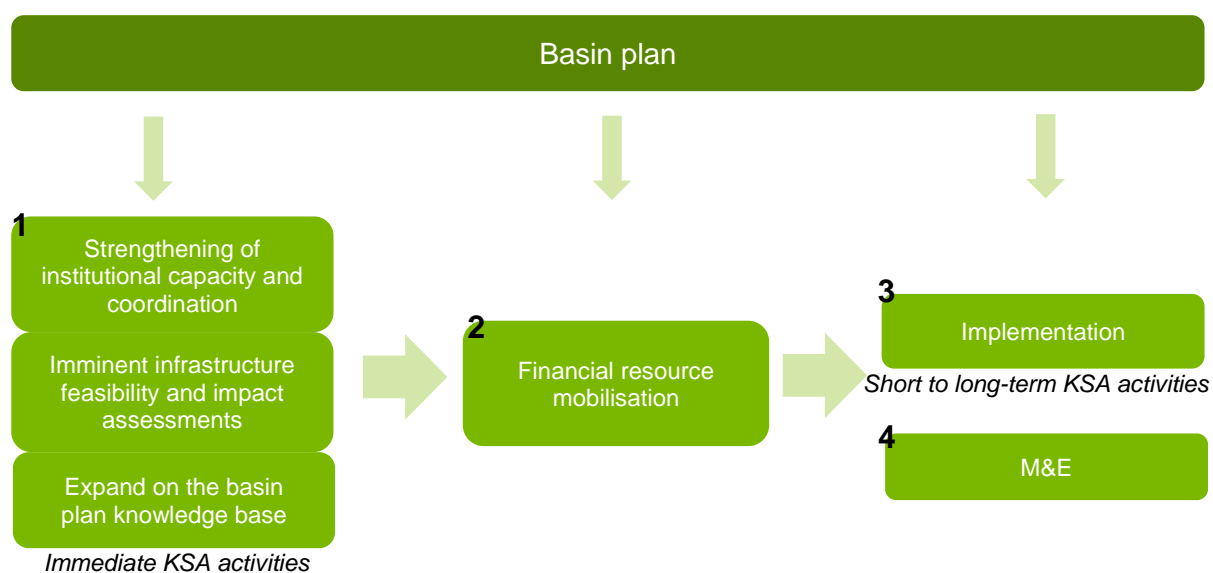 Basin plan
1
Strengthening of
institutional capacity and
coordination
Imminent infrastructure
feasibility and impact
assessments
Expand on the basin
plan knowledge base
Immediate KSA activities
2
Financial resource
mobilisation
3
Implementation
Short to long-term KSA activities
4
M&E